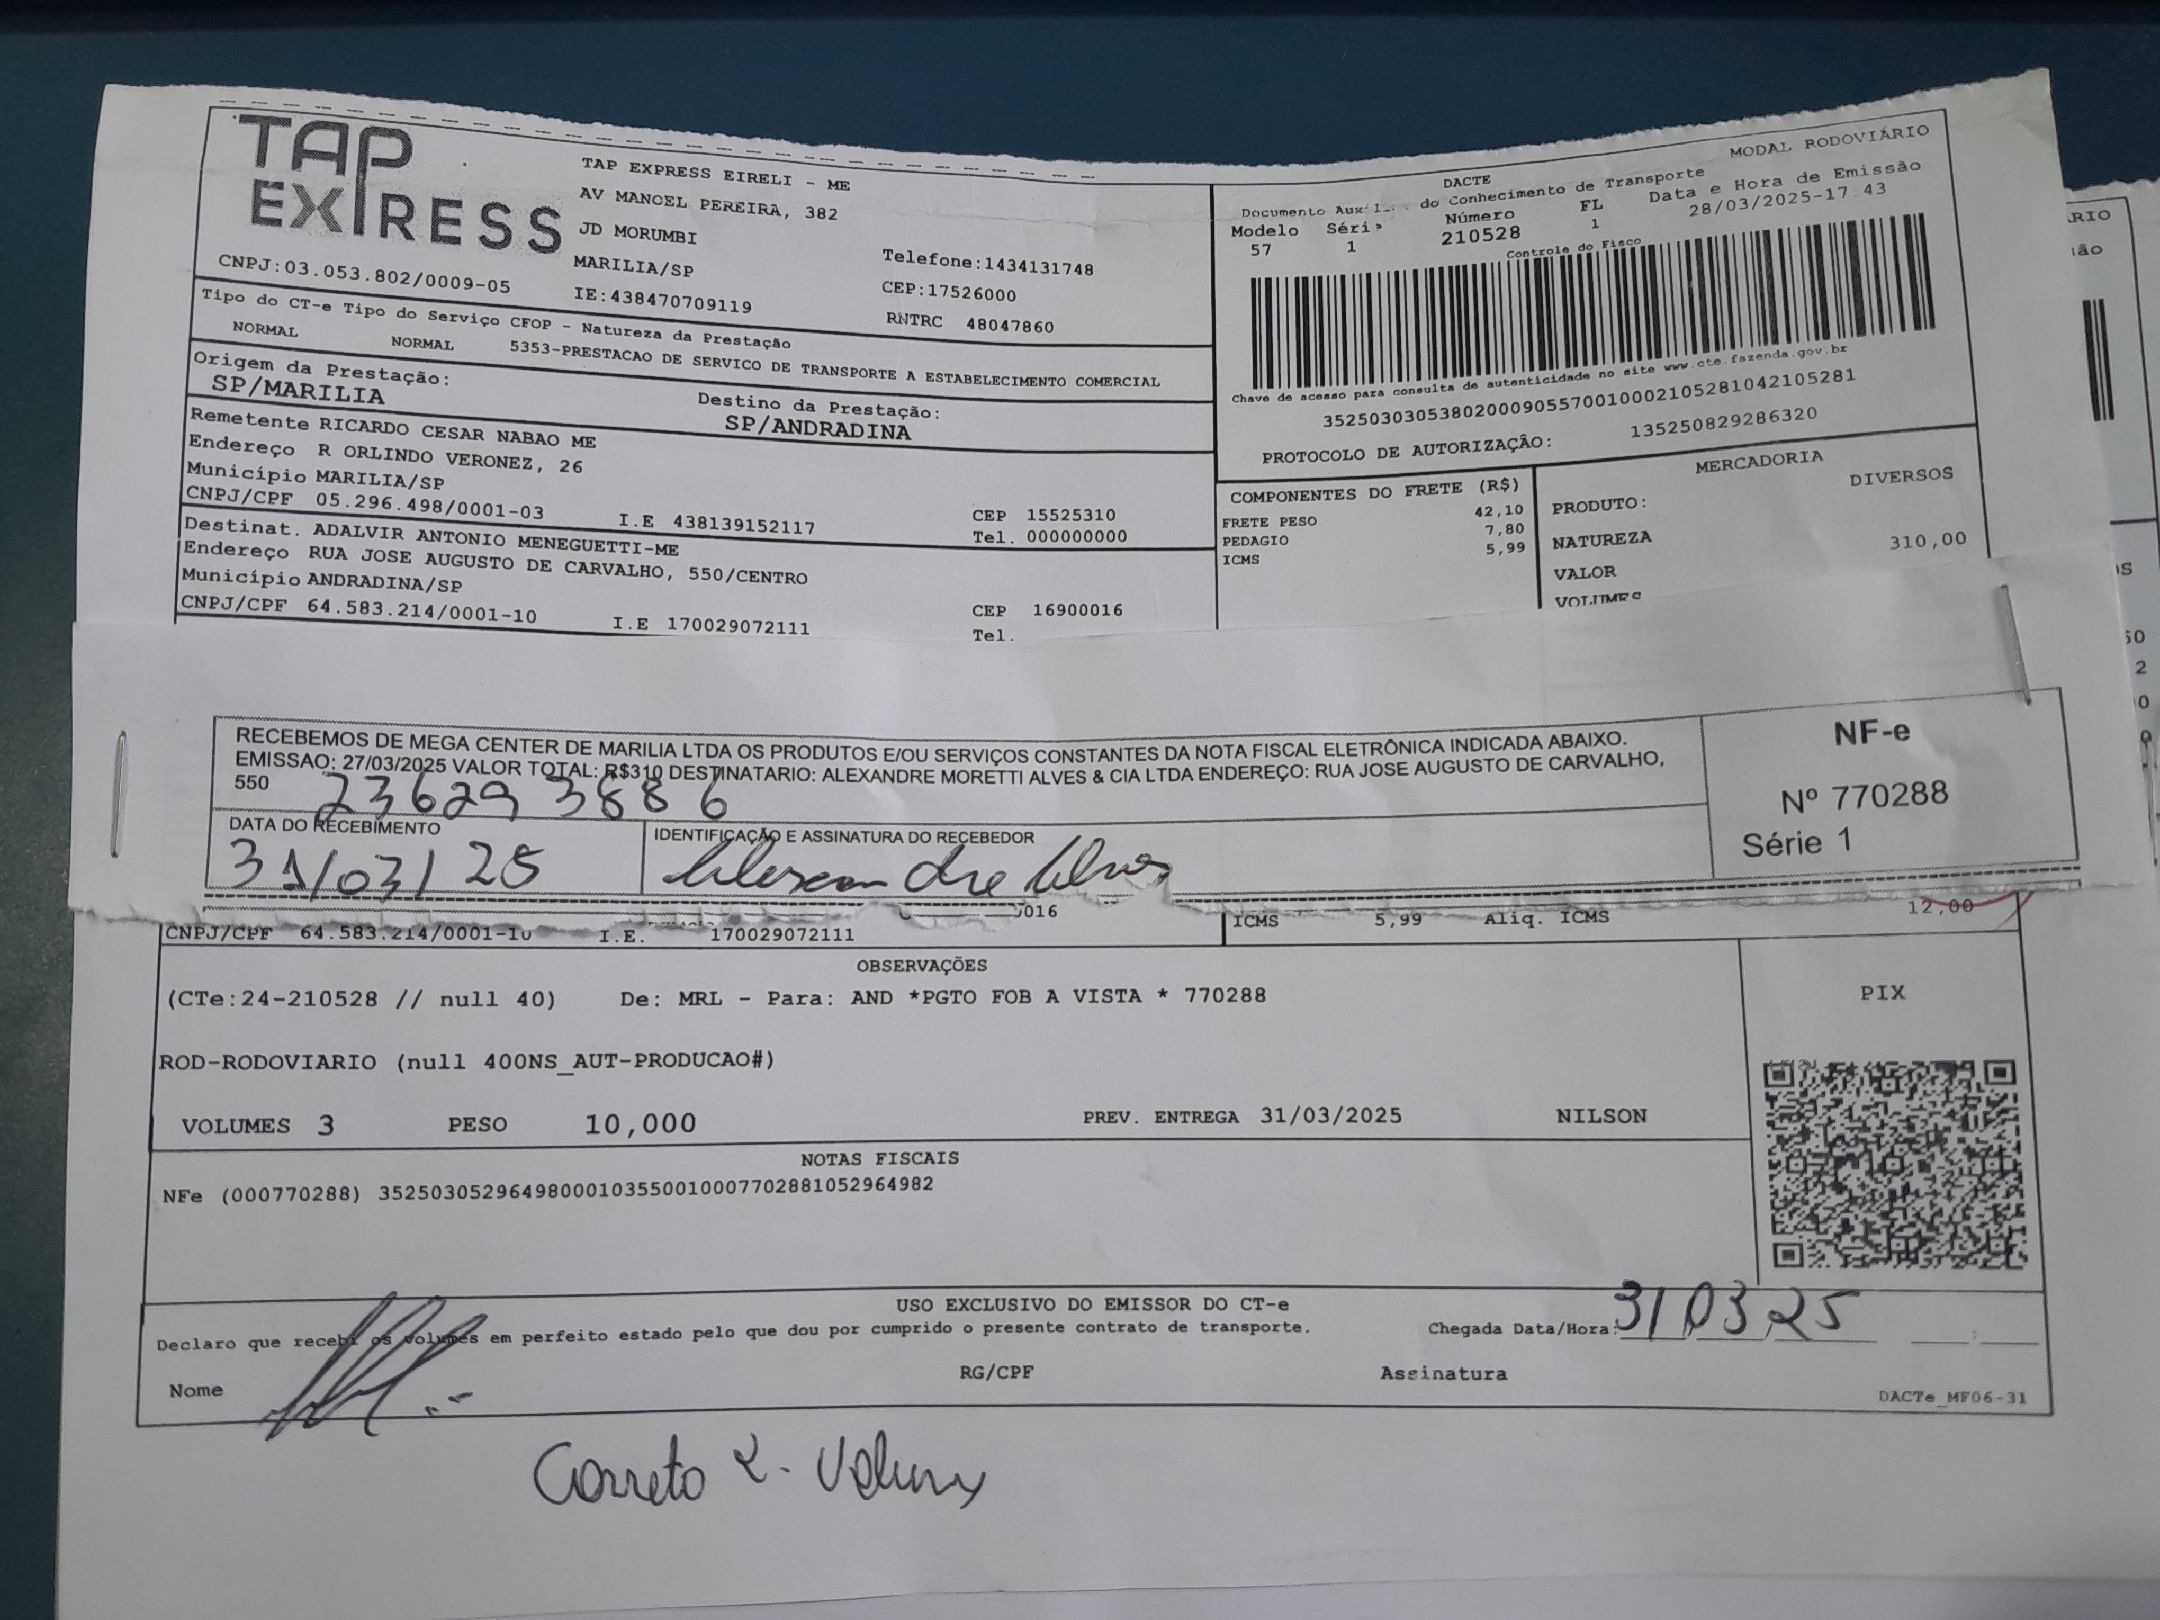 TAP
EXPRESS
TAP EXPRESS EIRELI - ME
AV MANOEL PEREIRA, 382
JD MORUMBI
MARILIA/SP
IE:438470709119
Telefone:1434131748
CEP:17526000
RNTRC 48047860
CNPJ:03.053.802/0009-05
Tipo do CT-e Tipo do Serviço CFOP - Natureza da Prestação
NORMAL NORMAL 5353-PRESTACAO DE SERVICO DE TRANSPORTE A ESTABELECIMENTO COMERCIAL
Origem da Prestação:
SP/MARILIA
Destino da Prestação:
SP/ANDRADINA
Remetente RICARDO CESAR NABAO ME
Endereço R ORLINDO VERONEZ, 26
Município MARILIA/SP
CNPJ/CPF 05.296.498/0001-03 I.E 438139152117
CEP 15525310
Tel. 000000000
Destinat. ADALVIR ANTONIO MENEGUETTI-ME
Endereço RUA JOSE AUGUSTO DE CARVALHO, 550/CENTRO
Município ANDRADINA/SP
CNPJ/CPF 64.583.214/0001-10 I.E 170029072111
CEP 16900016
Tel.
MODAL RODOVIÁRIO
DACTE
Documento do Conhecimento de Transporte
Modelo Número FL Data e Hora de Emissão
57 1 210528 1 28/03/2025-17 43
Controle do Fisco
Chave de acesso para consulta de autenticidade no site www.cte.fazenda.gov.br
35250303053802000905570010002105281042105281
PROTOCOLO DE AUTORIZAÇÃO: 135250829286320
COMPONENTES DO FRETE (R$)
FRETE PESO 42,10
PEDAGIO 7,80
ICMS 5,99
MERCADORIA
PRODUTO: DIVERSOS
NATUREZA
VALOR 310,00
VOLUMES
RECEBEMOS DE MEGA CENTER DE MARILIA LTDA OS PRODUTOS E/OU SERVIÇOS CONSTANTES DA NOTA FISCAL ELETRÔNICA INDICADA ABAIXO.
EMISSAO: 27/03/2025 VALOR TOTAL: R$310 DESTINATARIO: ALEXANDRE MORETTI ALVES & CIA LTDA ENDEREÇO: RUA JOSE AUGUSTO DE CARVALHO,
550
236293886
DATA DO RECEBIMENTO
31/03/25
IDENTIFICAÇÃO E ASSINATURA DO RECEBEDOR
Alexandre Alves
NF-e
Nº 770288
Série 1
016
CNPJ/CPF 64.583.214/0001-10 I.E. 170029072111
ICMS 5,99 Aliq. ICMS 12,00
OBSERVAÇÕES
(CTe:24-210528 // null 40) De: MRL - Para: AND *PGTO FOB A VISTA * 770288
ROD-RODOVIARIO (null 400NS_AUT-PRODUCAO#)
VOLUMES 3 PESO 10,000 PREV. ENTREGA 31/03/2025 NILSON
PIX
NOTAS FISCAIS
NFe (000770288) 35250305296498000103550010007702881052964982
USO EXCLUSIVO DO EMISSOR DO CT-e
Declaro que recebi os volumes em perfeito estado pelo que dou por cumprido o presente contrato de transporte.
Chegada Data/Hora: 31 03 25
Nome RG/CPF Assinatura
DACTe_MF06-31
Correto 2. Volumes